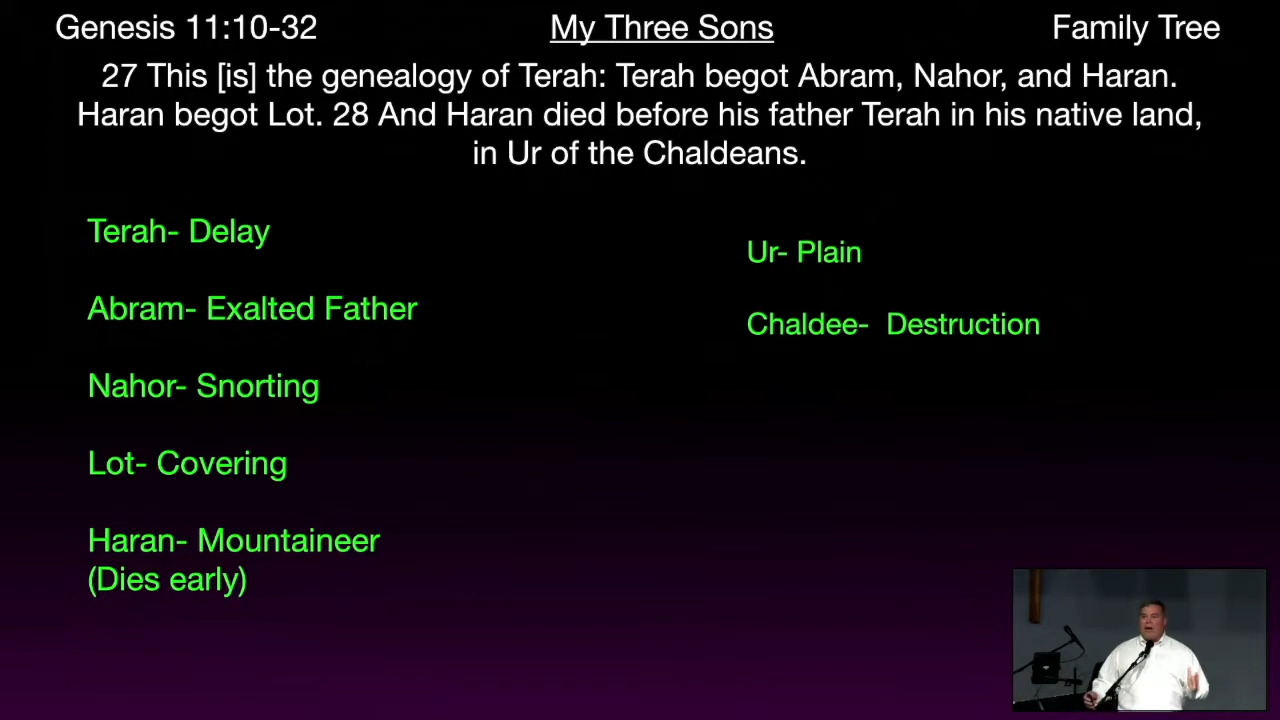 Genesis 11:10-32
My Three Sons
Family Tree
27 This [is] the genealogy of Terah: Terah begot Abram, Nahor, and Haran.
Haran begot Lot. 28 And Haran died before his father Terah in his native land,
in Ur of the Chaldeans.
Terah- Delay
Abram- Exalted Father
Nahor- Snorting
Lot- Covering
Haran- Mountaineer
(Dies early)
Ur- Plain
Chaldee-  Destruction